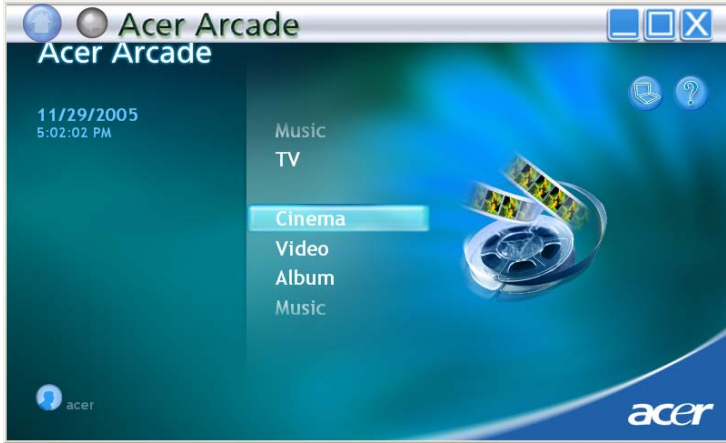 Acer Arcade
Acer Arcade
11/29/2005
5:02:02 PM
Music
TV
Cinema
Video
Album
Music
acer
acer